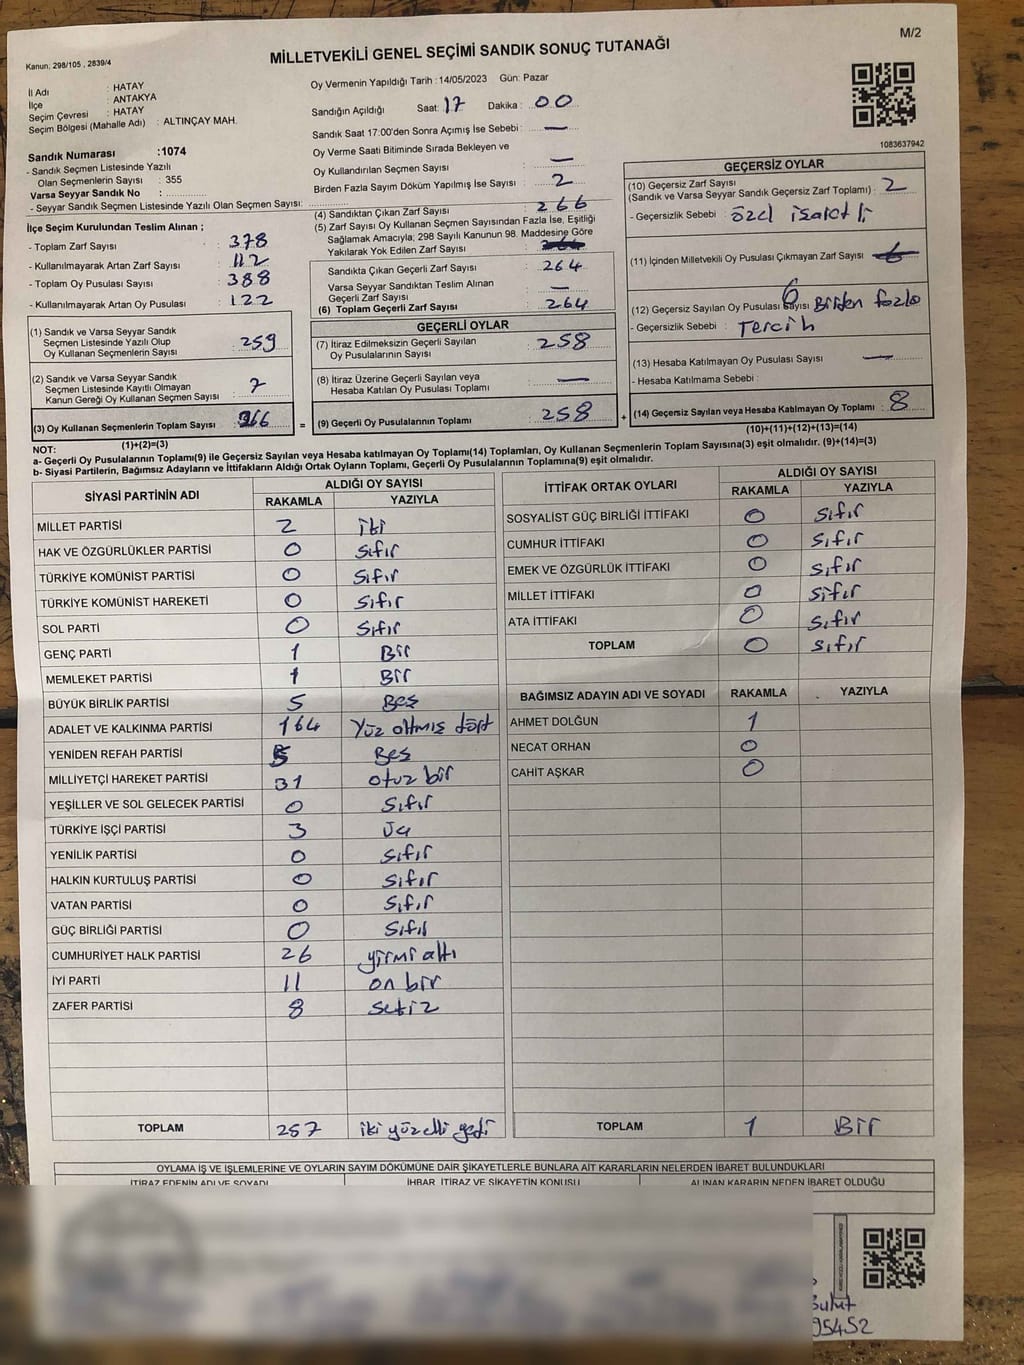 M/2
MİLLETVEKİLİ GENEL SEÇİMİ SANDIK SONUÇ TUTANAĞI
Kanun: 298/105 , 2839/4
İl Adı : HATAY
İlçe : ANTAKYA
Seçim Çevresi : HATAY
Seçim Bölgesi (Mahalle Adı) : ALTINÇAY MAH.
Sandık Numarası :1074
- Sandık Seçmen Listesinde Yazılı
Olan Seçmenlerin Sayısı : 355
Varsa Seyyar Sandık No :
- Seyyar Sandık Seçmen Listesinde Yazılı Olan Seçmen Sayısı:
İlçe Seçim Kurulundan Teslim Alınan ;
- Toplam Zarf Sayısı : 378
- Kullanılmayarak Artan Zarf Sayısı : 112
- Toplam Oy Pusulası Sayısı : 388
- Kullanılmayarak Artan Oy Pusulası : 122
(1) Sandık ve Varsa Seyyar Sandık
Seçmen Listesinde Yazılı Olup
Oy Kullanan Seçmenlerin Sayısı : 259
(2) Sandık ve Varsa Seyyar Sandık
Seçmen Listesinde Kayıtlı Olmayan
Kanun Gereği Oy Kullanan Seçmen Sayısı : 7
(3) Oy Kullanan Seçmenlerin Toplam Sayısı : 266
(1)+(2)=(3)
Oy Vermenin Yapıldığı Tarih : 14/05/2023 Gün: Pazar
Sandığın Açıldığı Saat: 17 Dakika : 00
Sandık Saat 17:00'den Sonra Açımış İse Sebebi : —
Oy Verme Saati Bitiminde Sırada Bekleyen ve
Oy Kullandırılan Seçmen Sayısı : —
Birden Fazla Sayım Döküm Yapılmış İse Sayısı : 2
(4) Sandıktan Çıkan Zarf Sayısı : 266
(5) Zarf Sayısı Oy Kullanan Seçmen Sayısından Fazla İse, Eşitliği
Sağlamak Amacıyla; 298 Sayılı Kanunun 98. Maddesine Göre
Yakılarak Yok Edilen Zarf Sayısı :
Sandıkta Çıkan Geçerli Zarf Sayısı : 264
Varsa Seyyar Sandıktan Teslim Alınan
Geçerli Zarf Sayısı : —
(6) Toplam Geçerli Zarf Sayısı : 264
GEÇERLİ OYLAR
(7) İtiraz Edilmeksizin Geçerli Sayılan
Oy Pusulalarının Sayısı : 258
(8) İtiraz Üzerine Geçerli Sayılan veya
Hesaba Katılan Oy Pusulası Toplamı : —
= (9) Geçerli Oy Pusulalarının Toplamı : 258 +
1083637942
GEÇERSİZ OYLAR
(10) Geçersiz Zarf Sayısı
(Sandık ve Varsa Seyyar Sandık Geçersiz Zarf Toplamı) : 2
- Geçersizlik Sebebi : özel işaretli
(11) İçinden Milletvekili Oy Pusulası Çıkmayan Zarf Sayısı :
(12) Geçersiz Sayılan Oy Pusulası Sayısı : 6 Birden fazla
- Geçersizlik Sebebi : Tercih
(13) Hesaba Katılmayan Oy Pusulası Sayısı : —
- Hesaba Katılmama Sebebi :
(14) Geçersiz Sayılan veya Hesaba Katılmayan Oy Toplamı : 8
(10)+(11)+(12)+(13)=(14)
NOT:
a- Geçerli Oy Pusulalarının Toplamı(9) ile Geçersiz Sayılan veya Hesaba katılmayan Oy Toplamı(14) Toplamları, Oy Kullanan Seçmenlerin Toplam Sayısına(3) eşit olmalıdır. (9)+(14)=(3)
b- Siyasi Partilerin, Bağımsız Adayların ve İttifakların Aldığı Ortak Oyların Toplamı, Geçerli Oy Pusulalarının Toplamına(9) eşit olmalıdır.
SİYASİ PARTİNİN ADI ALDIĞI OY SAYISI
RAKAMLA YAZIYLA
MİLLET PARTİSİ 2 iki
HAK VE ÖZGÜRLÜKLER PARTİSİ 0 sıfır
TÜRKİYE KOMÜNİST PARTİSİ 0 sıfır
TÜRKİYE KOMÜNİST HAREKETİ 0 sıfır
SOL PARTİ 0 sıfır
GENÇ PARTİ 1 Bir
MEMLEKET PARTİSİ 1 Bir
BÜYÜK BİRLİK PARTİSİ 5 Beş
ADALET VE KALKINMA PARTİSİ 164 Yüz altmış dört
YENİDEN REFAH PARTİSİ 5 Beş
MİLLİYETÇİ HAREKET PARTİSİ 31 otuz bir
YEŞİLLER VE SOL GELECEK PARTİSİ 0 sıfır
TÜRKİYE İŞÇİ PARTİSİ 3 Üç
YENİLİK PARTİSİ 0 sıfır
HALKIN KURTULUŞ PARTİSİ 0 sıfır
VATAN PARTİSİ 0 sıfır
GÜÇ BİRLİĞİ PARTİSİ 0 sıfır
CUMHURİYET HALK PARTİSİ 26 yirmi altı
İYİ PARTİ 11 on bir
ZAFER PARTİSİ 8 sekiz
TOPLAM 257 iki yüz elli yedi
İTTİFAK ORTAK OYLARI ALDIĞI OY SAYISI
RAKAMLA YAZIYLA
SOSYALİST GÜÇ BİRLİĞİ İTTİFAKI 0 sıfır
CUMHUR İTTİFAKI 0 sıfır
EMEK VE ÖZGÜRLÜK İTTİFAKI 0 sıfır
MİLLET İTTİFAKI 0 sıfır
ATA İTTİFAKI 0 sıfır
TOPLAM 0 sıfır
BAĞIMSIZ ADAYIN ADI VE SOYADI RAKAMLA YAZIYLA
AHMET DOLĞUN 1
NECAT ORHAN 0
CAHİT AŞKAR 0
TOPLAM 1 BİR
OYLAMA İŞ VE İŞLEMLERİNE VE OYLARIN SAYIM DÖKÜMÜNE DAİR ŞİKAYETLERLE BUNLARA AİT KARARLARIN NELERDEN İBARET BULUNDUKLARI
İTİRAZ EDENİN ADI VE SOYADI İHBAR, İTİRAZ VE ŞİKAYETİN KONUSU ALINAN KARARIN NEDEN İBARET OLDUĞU
Bulut
95452